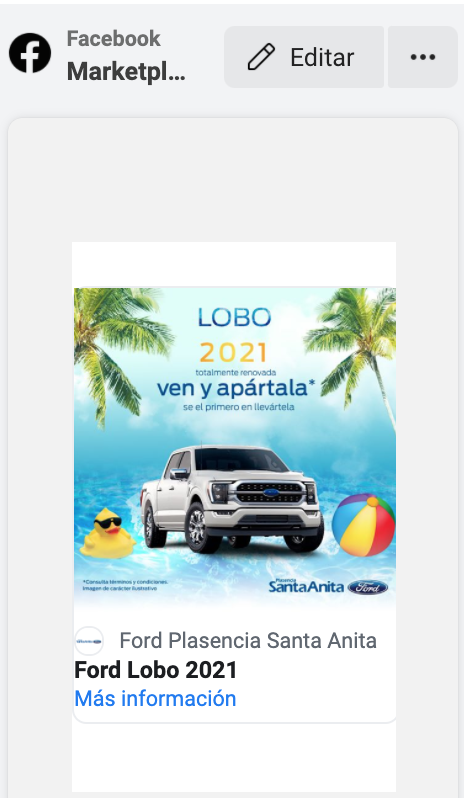 Facebook
Marketpl...
Editar
LOBO
2021
totalmente renovada
ven y apártala*
se el primero en llevártela
*Consulta términos y condiciones.
Imagen de carácter ilustrativo
Plasencia
SantaAnita Ford
Ford Plasencia Santa Anita
Ford Lobo 2021
Más información